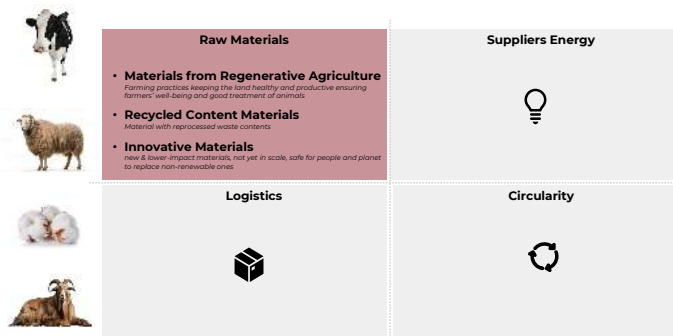 Raw Materials
• Materials from Regenerative Agriculture
Farming practices keeping the land healthy and productive ensuring
farmers' well-being and good treatment of animals
• Recycled Content Materials
Material with reprocessed waste contents
• Innovative Materials
new & lower-impact materials, not yet in scale, safe for people and planet
to replace non-renewable ones
Suppliers Energy
Logistics
Circularity